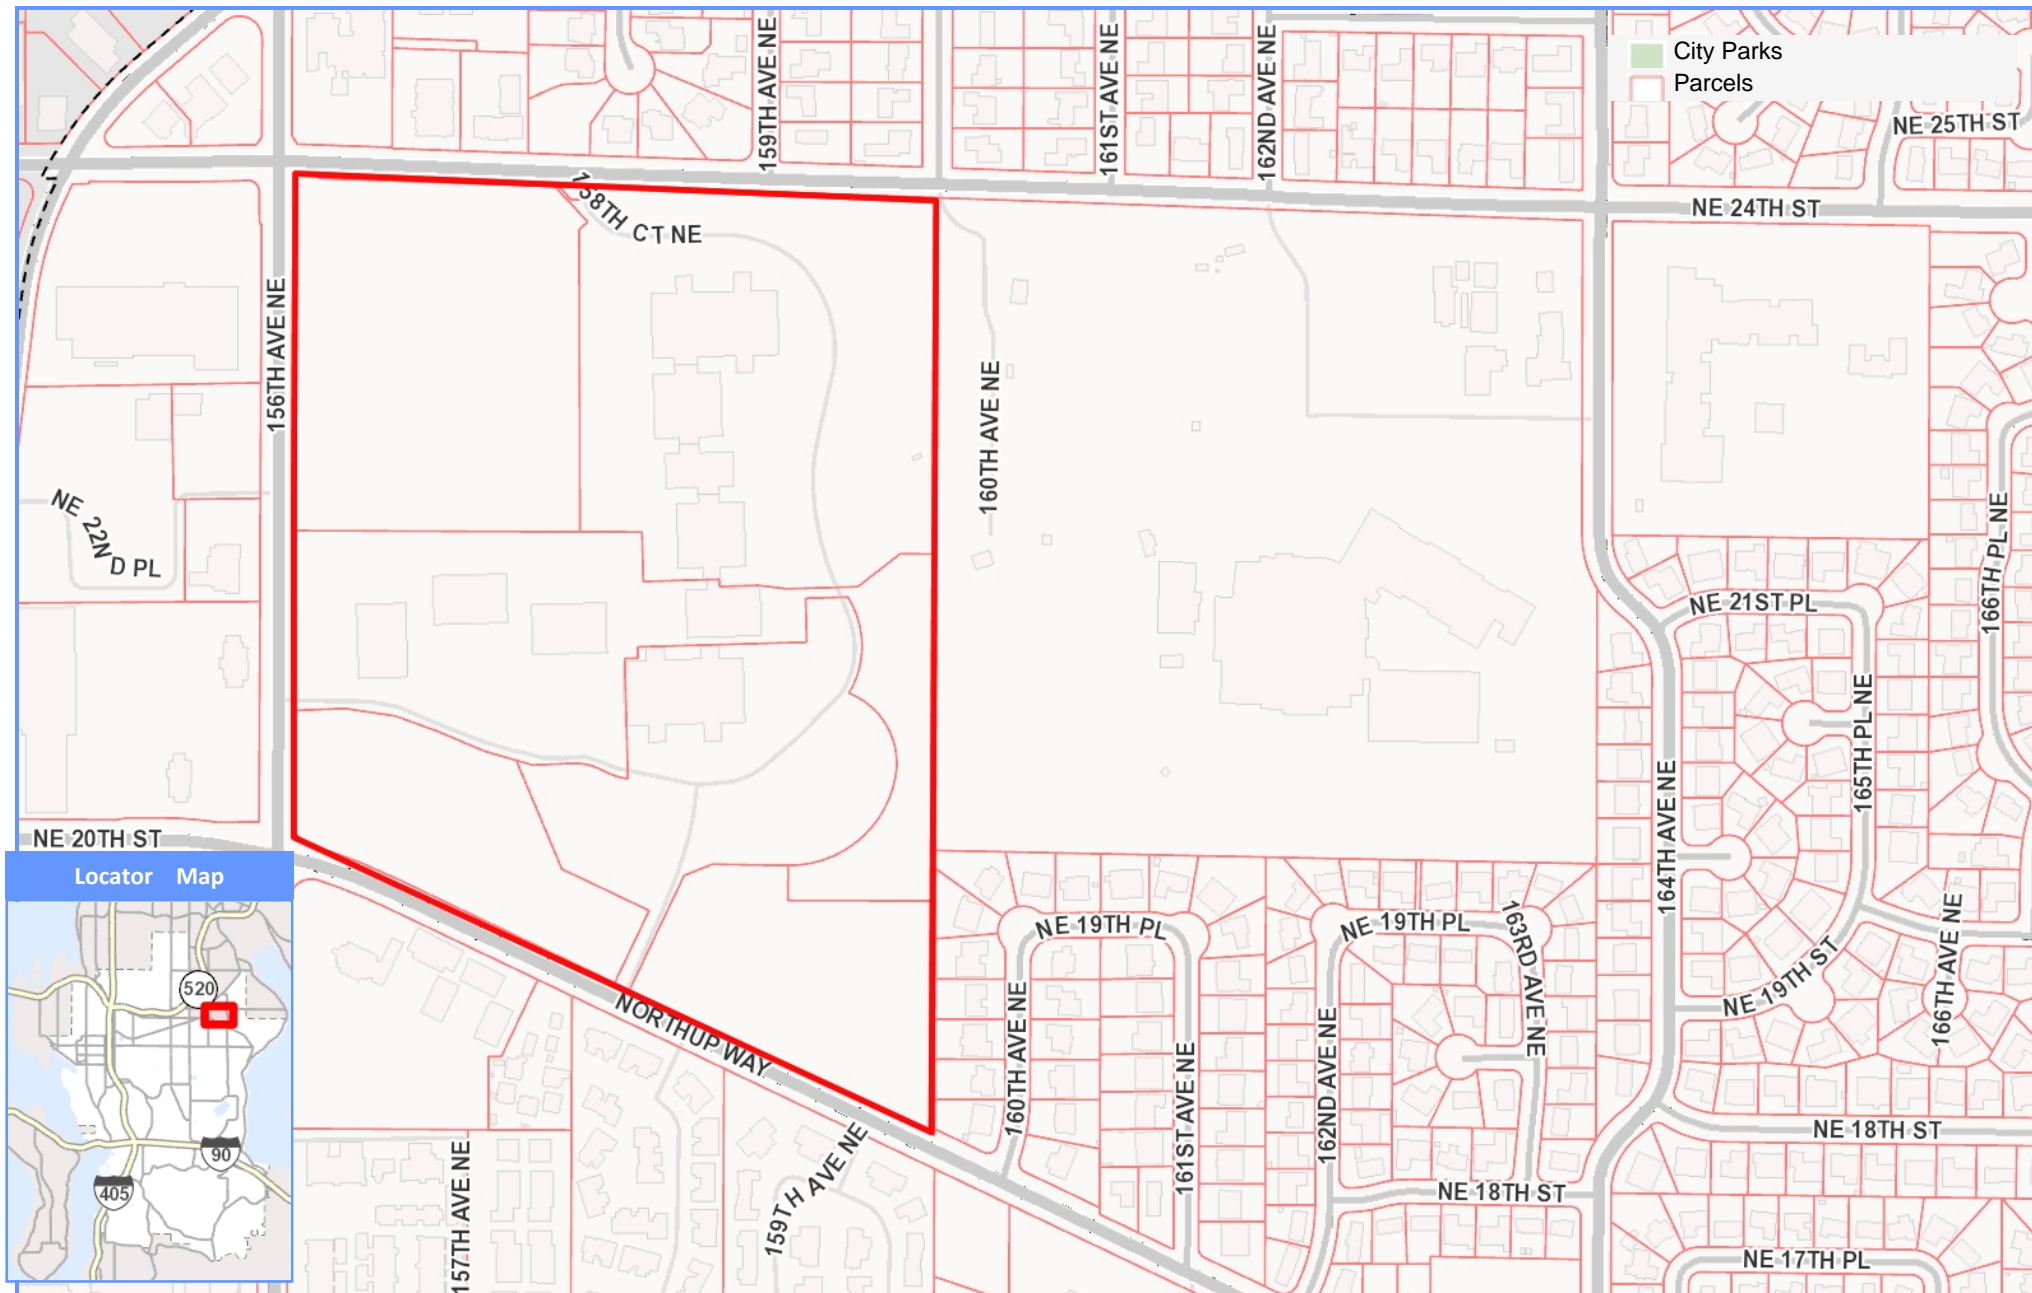 City Parks
Parcels
159TH AVE NE
161ST AVE NE
162ND AVE NE
NE 25TH ST
NE 24TH ST
158TH CT NE
156TH AVE NE
160TH AVE NE
NE 22ND PL
166TH PL NE
NE 21ST PL
165TH PL NE
164TH AVE NE
NE 20TH ST
Locator Map
520
90
405
NE 19TH PL
NE 19TH PL
163RD AVE NE
NE 19TH ST
166TH AVE NE
NORTHUP WAY
160TH AVE NE
161ST AVE NE
162ND AVE NE
NE 18TH ST
NE 18TH ST
157TH AVE NE
159TH AVE NE
NE 17TH PL